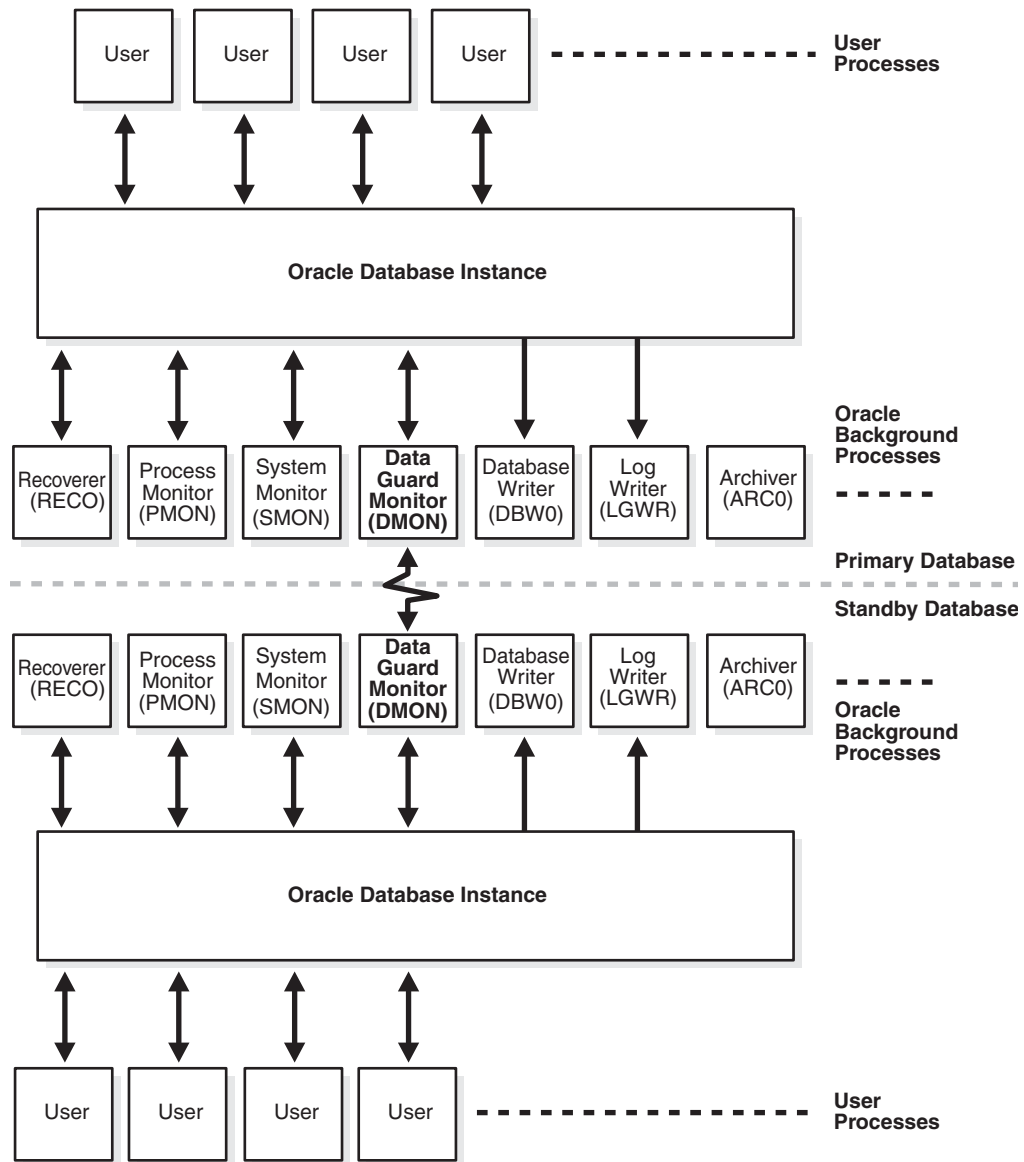 User
User
User
User
User
Processes
Oracle Database Instance
Oracle
Background
Processes
Recoverer
(RECO)
Process
Monitor
(PMON)
System
Monitor
(SMON)
Data
Guard
Monitor
(DMON)
Database
Writer
(DBW0)
Log
Writer
(LGWR)
Archiver
(ARC0)
Primary Database
Standby Database
Recoverer
(RECO)
Process
Monitor
(PMON)
System
Monitor
(SMON)
Data
Guard
Monitor
(DMON)
Database
Writer
(DBW0)
Log
Writer
(LGWR)
Archiver
(ARC0)
Oracle
Background
Processes
Oracle Database Instance
User
User
User
User
User
Processes